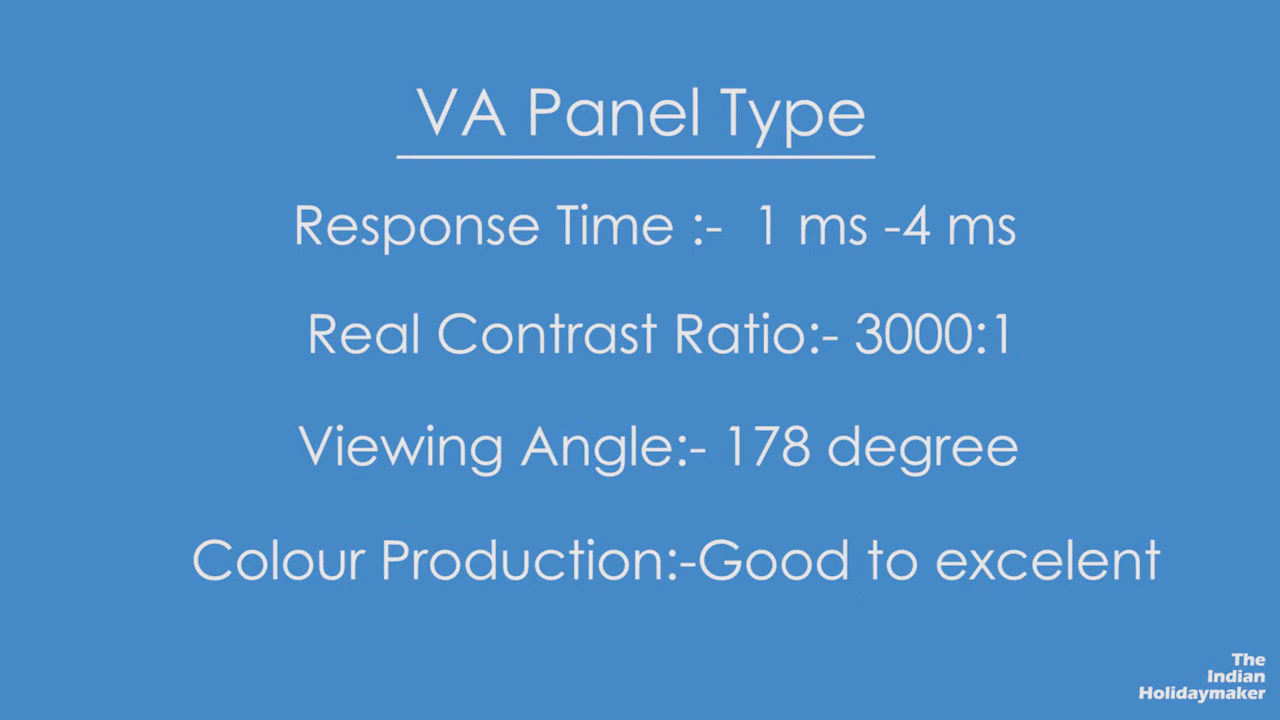 VA Panel Type
Response Time :- 1 ms -4 ms
Real Contrast Ratio:- 3000:1
Viewing Angle:- 178 degree
Colour Production:-Good to excelent
The
Indian
Holidaymaker